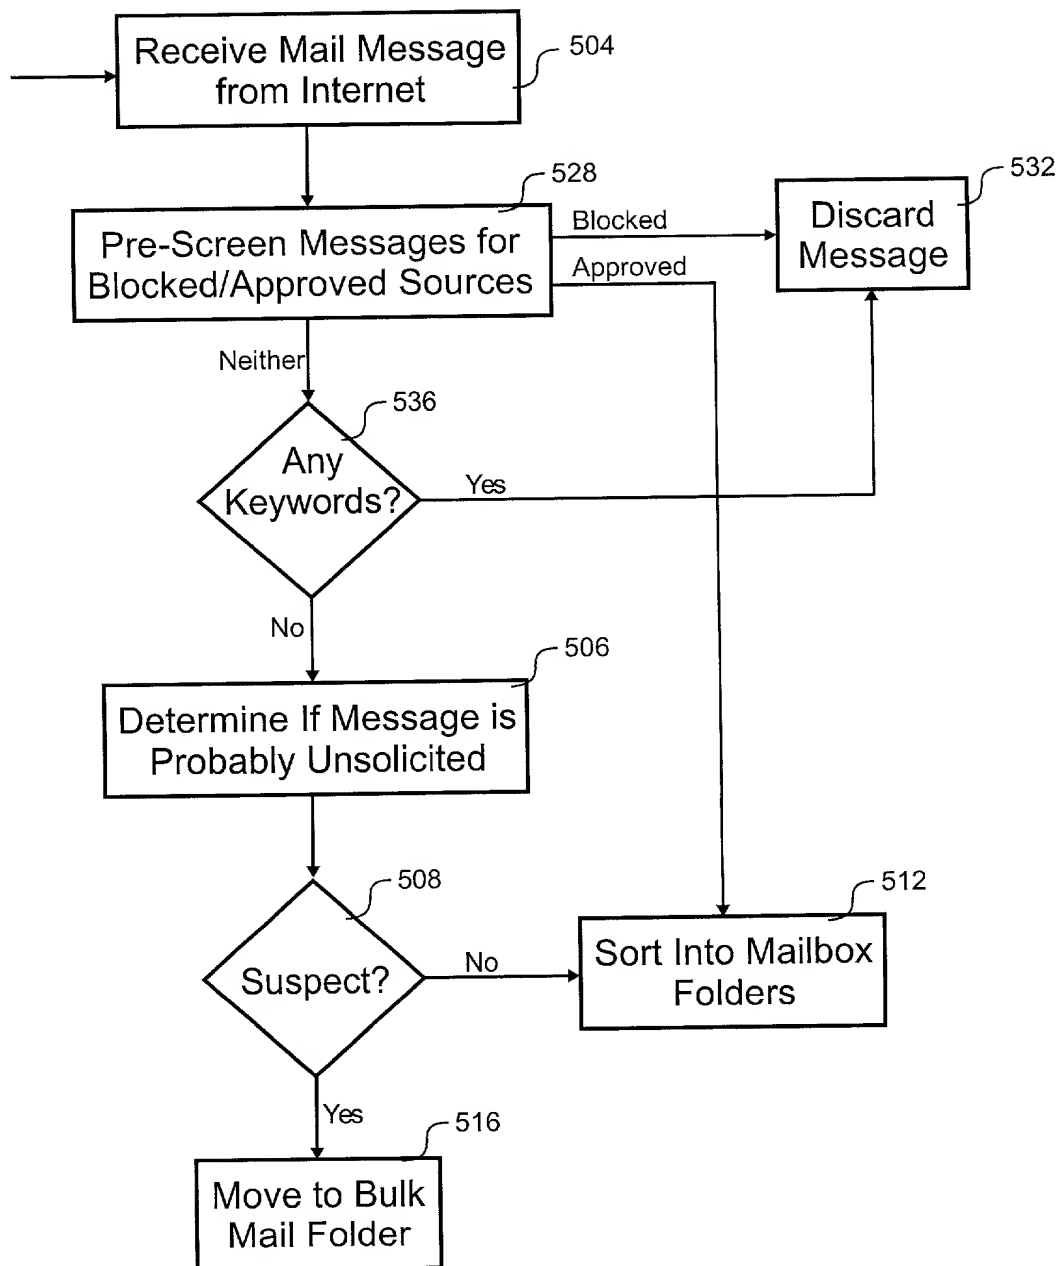 Receive Mail Message
from Internet
504
528
Pre-Screen Messages for
Blocked/Approved Sources
Blocked
Approved
532
Discard
Message
Neither
536
Any
Keywords?
Yes
No
506
Determine If Message is
Probably Unsolicited
508
Suspect?
No
512
Sort Into Mailbox
Folders
Yes
516
Move to Bulk
Mail Folder